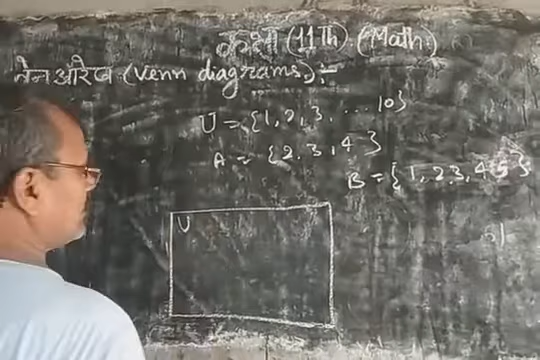 कक्षा (11th) (Math)
वेन आरेख (Venn diagrams):-
U = {1, 2, 3, ... 10}
A = {2, 3, 4}
B = {1, 2, 3, 4, 5}
U